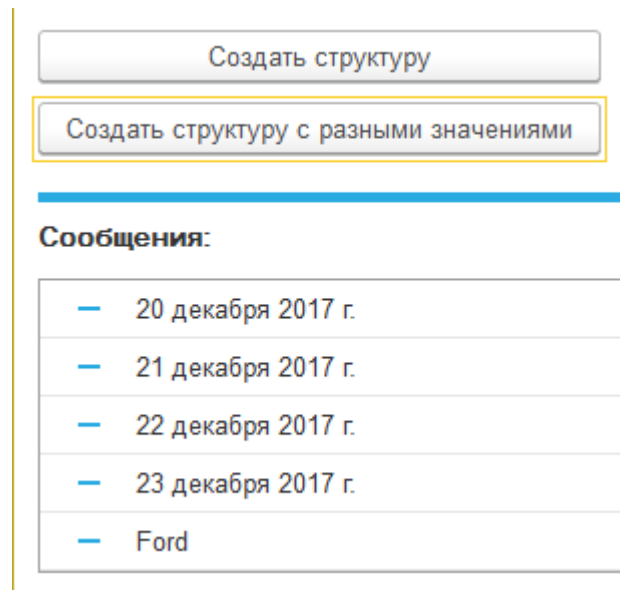 Создать структуру
Создать структуру с разными значениями
Сообщения:
20 декабря 2017 г.
21 декабря 2017 г.
22 декабря 2017 г.
23 декабря 2017 г.
Ford